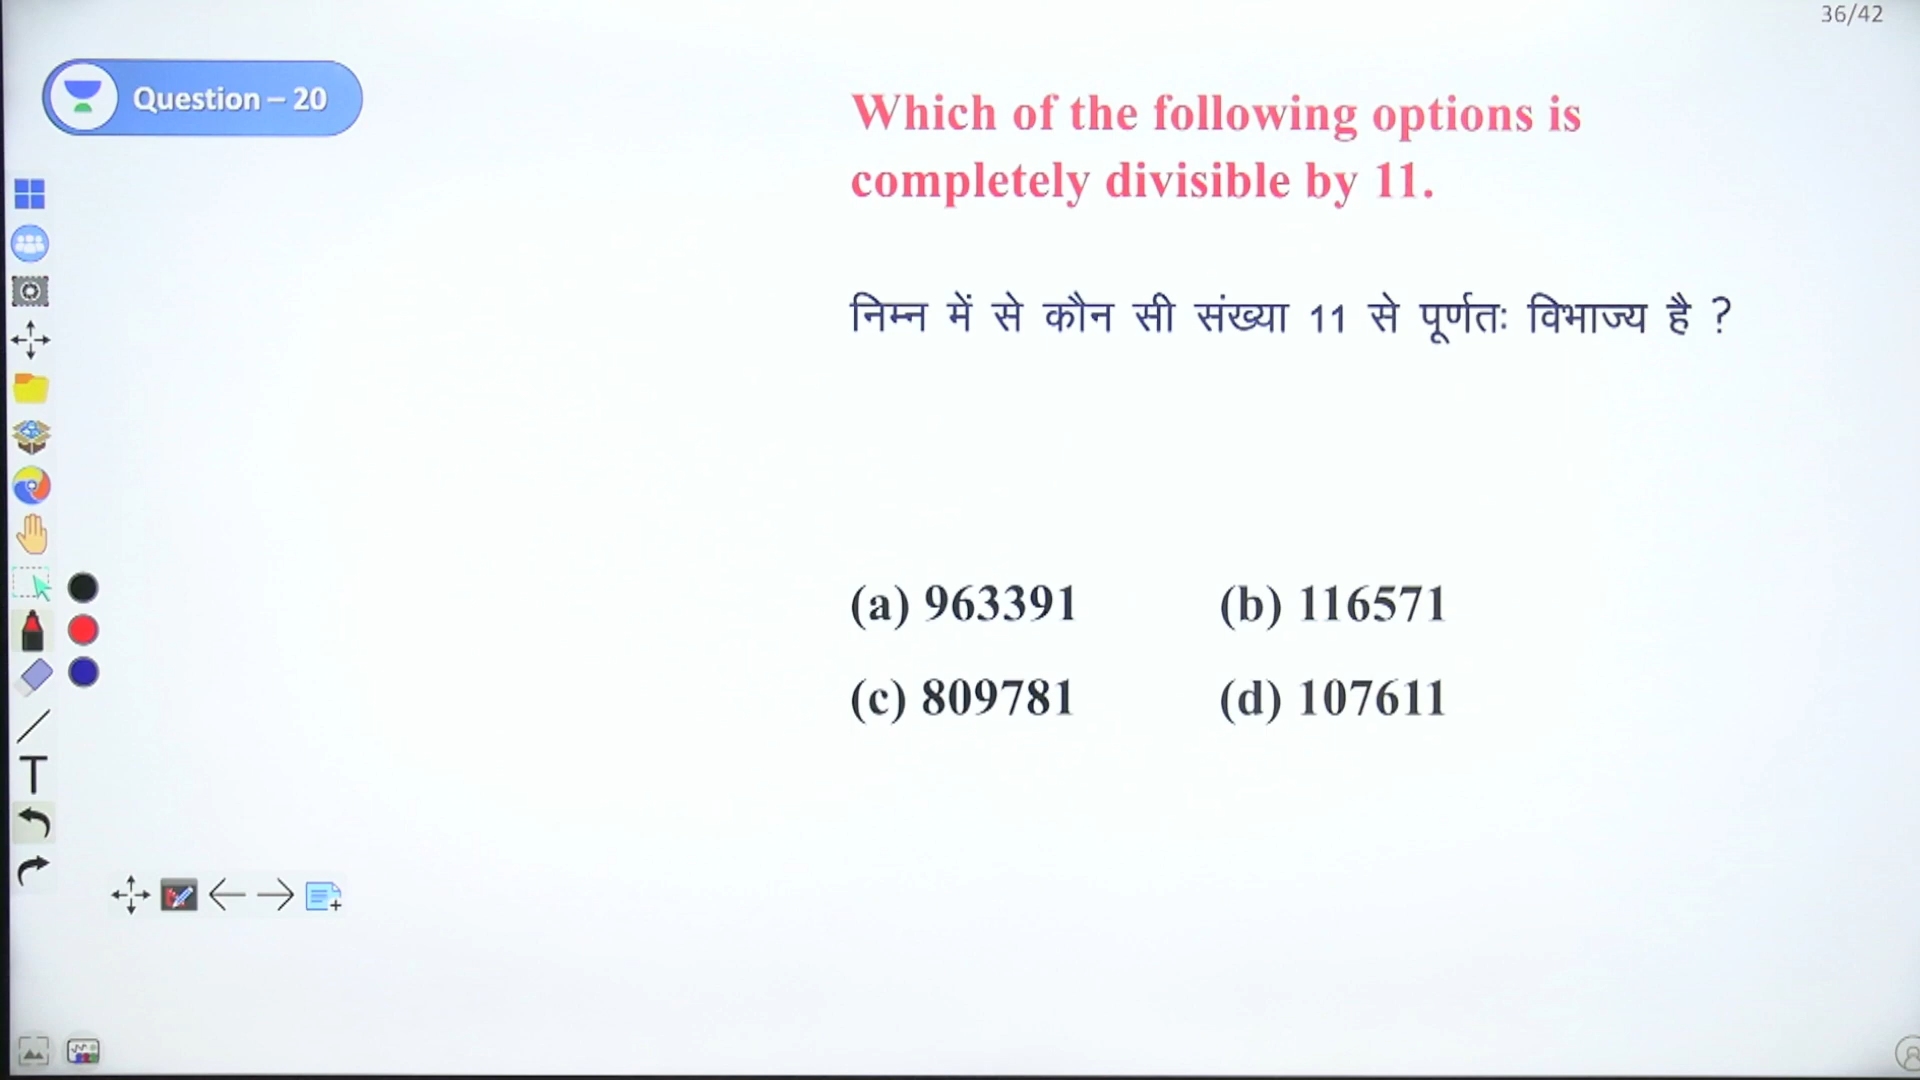 36/42
Question – 20
Which of the following options is
completely divisible by 11.
निम्न में से कौन सी संख्या 11 से पूर्णतः विभाज्य है ?
(a) 963391 (b) 116571
(c) 809781 (d) 107611
T